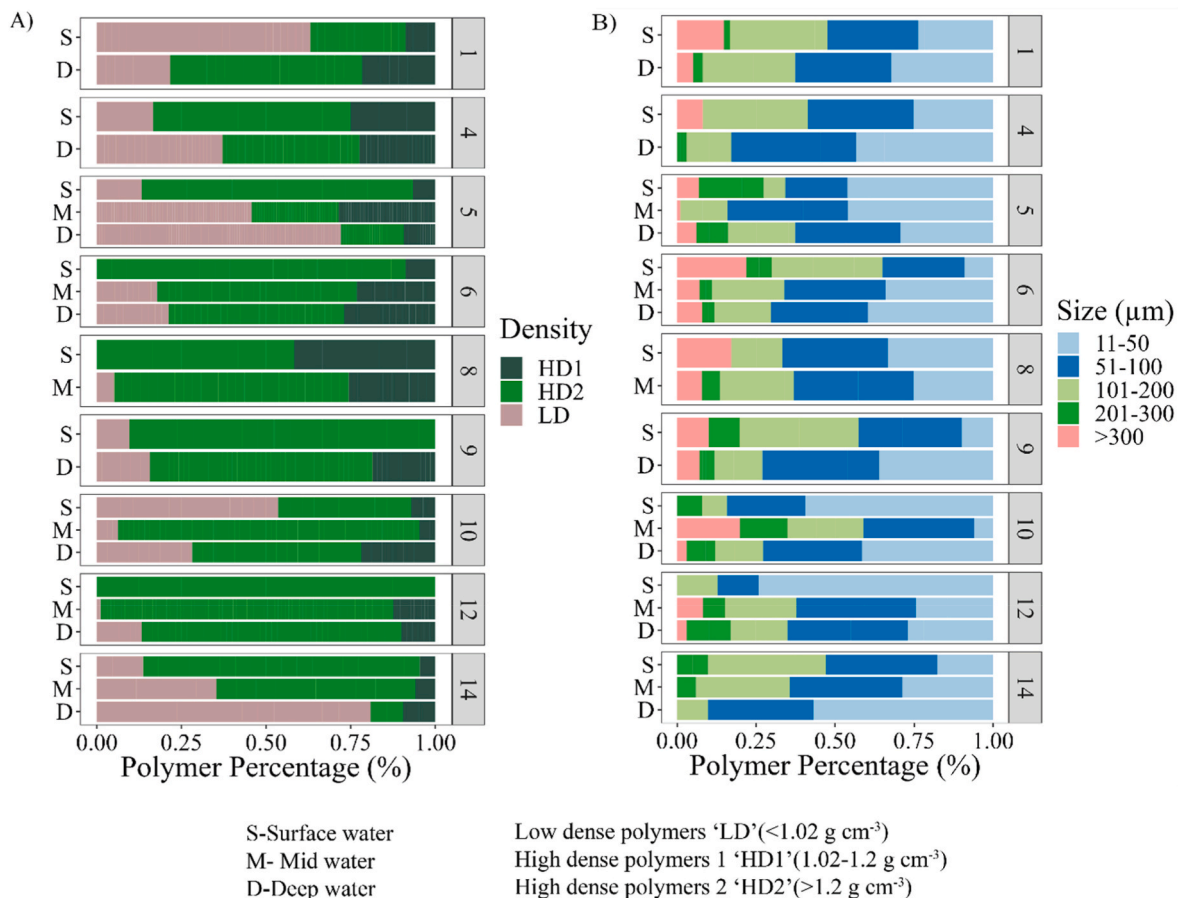 A)
S
D
1
S
D
4
S
M
D
5
S
M
D
6
S
M
8
S
D
9
S
M
D
10
S
M
D
12
S
M
D
14
0.00 0.25 0.50 0.75 1.00
Polymer Percentage (%)
Density
HD1
HD2
LD
B)
S
D
1
S
D
4
S
M
D
5
S
M
D
6
S
M
8
S
D
9
S
M
D
10
S
M
D
12
S
M
D
14
0.00 0.25 0.50 0.75 1.00
Polymer Percentage (%)
Size (µm)
11-50
51-100
101-200
201-300
>300
S-Surface water
M- Mid water
D-Deep water
Low dense polymers ‘LD’(<1.02 g cm⁻³)
High dense polymers 1 ‘HD1’(1.02-1.2 g cm⁻³)
High dense polymers 2 ‘HD2’(>1.2 g cm⁻³)